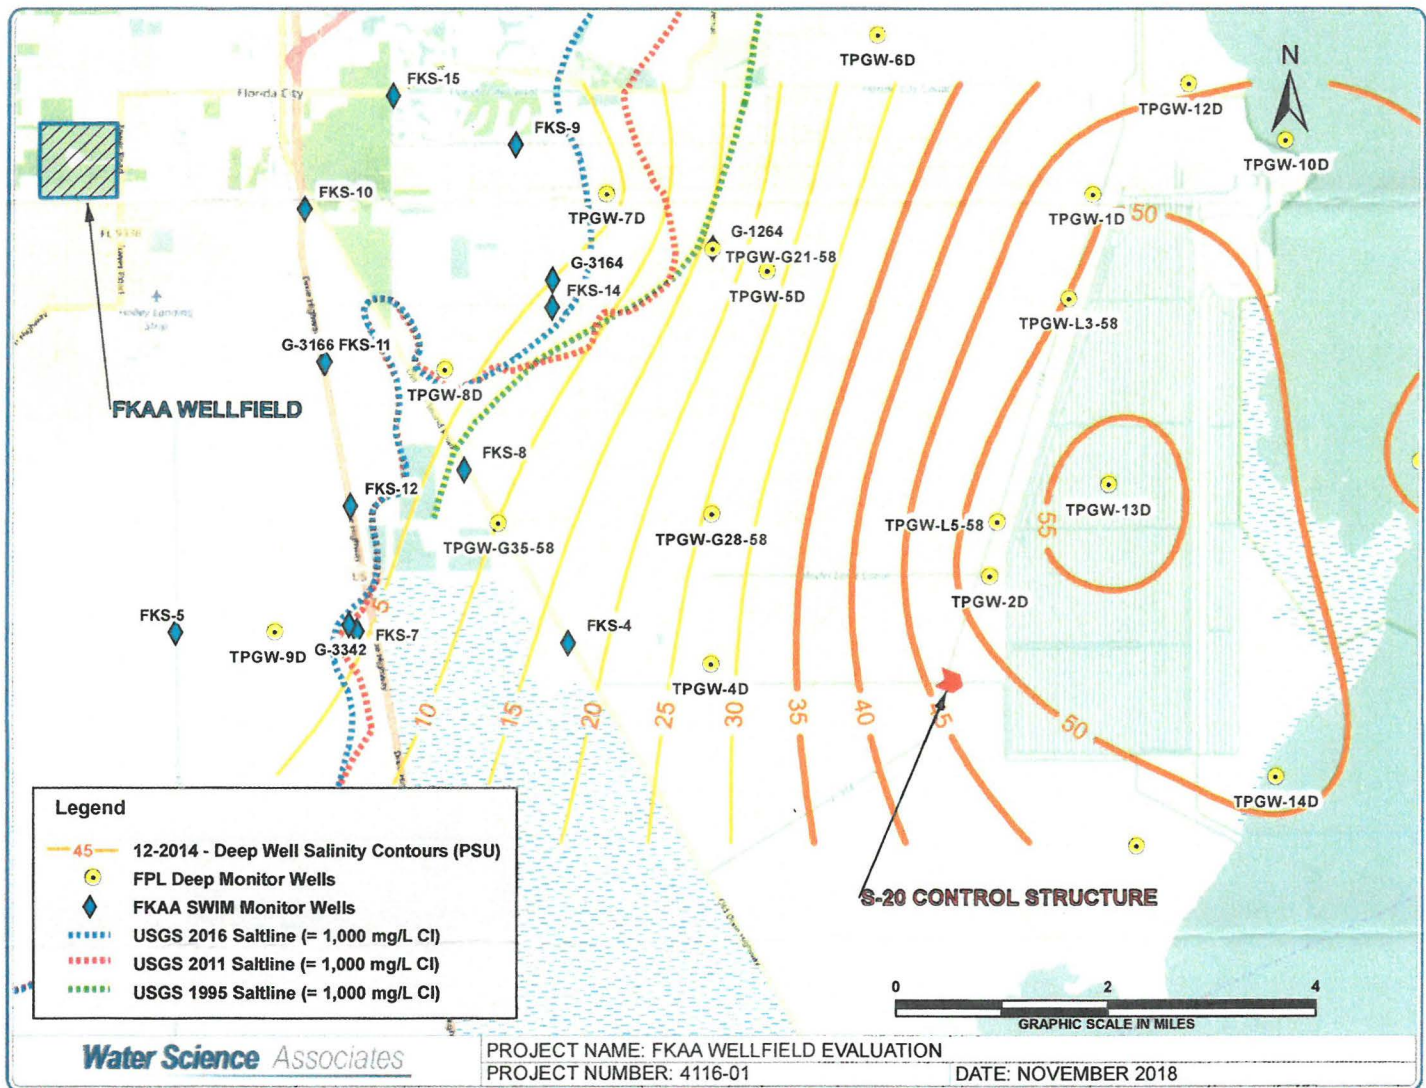 N
TPGW-6D
FKS-15
Florida City
TPGW-12D
FKS-9
TPGW-10D
FKS-10
TPGW-7D
TPGW-1D
50
G-1264
TPGW-G21-58
G-3164
FKS-14
TPGW-5D
TPGW-L3-58
G-3166 FKS-11
TPGW-8D
FKAA WELLFIELD
FKS-8
FKS-12
TPGW-13D
TPGW-L5-58
55
TPGW-G35-58
TPGW-G28-58
TPGW-2D
5
FKS-5
FKS-7
FKS-4
TPGW-9D
G-3342
TPGW-4D
10
15
20
25
30
35
40
45
50
TPGW-14D
S-20 CONTROL STRUCTURE
Legend
45 12-2014 - Deep Well Salinity Contours (PSU)
FPL Deep Monitor Wells
FKAA SWIM Monitor Wells
USGS 2016 Saltline (= 1,000 mg/L Cl)
USGS 2011 Saltline (= 1,000 mg/L Cl)
USGS 1995 Saltline (= 1,000 mg/L Cl)
0 2 4
GRAPHIC SCALE IN MILES
Water Science Associates
PROJECT NAME: FKAA WELLFIELD EVALUATION
PROJECT NUMBER: 4116-01
DATE: NOVEMBER 2018